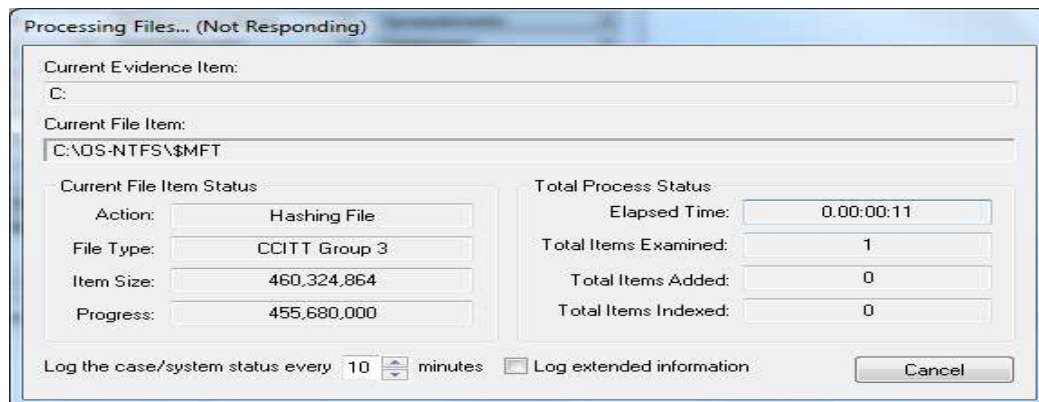 Processing Files... (Not Responding)
Current Evidence Item:
C:
Current File Item:
C:\OS-NTFS\$MFT
Current File Item Status
Action: Hashing File
File Type: CCITT Group 3
Item Size: 460,324,864
Progress: 455,680,000
Total Process Status
Elapsed Time: 0.00:00:11
Total Items Examined: 1
Total Items Added: 0
Total Items Indexed: 0
Log the case/system status every 10 minutes
Log extended information
Cancel